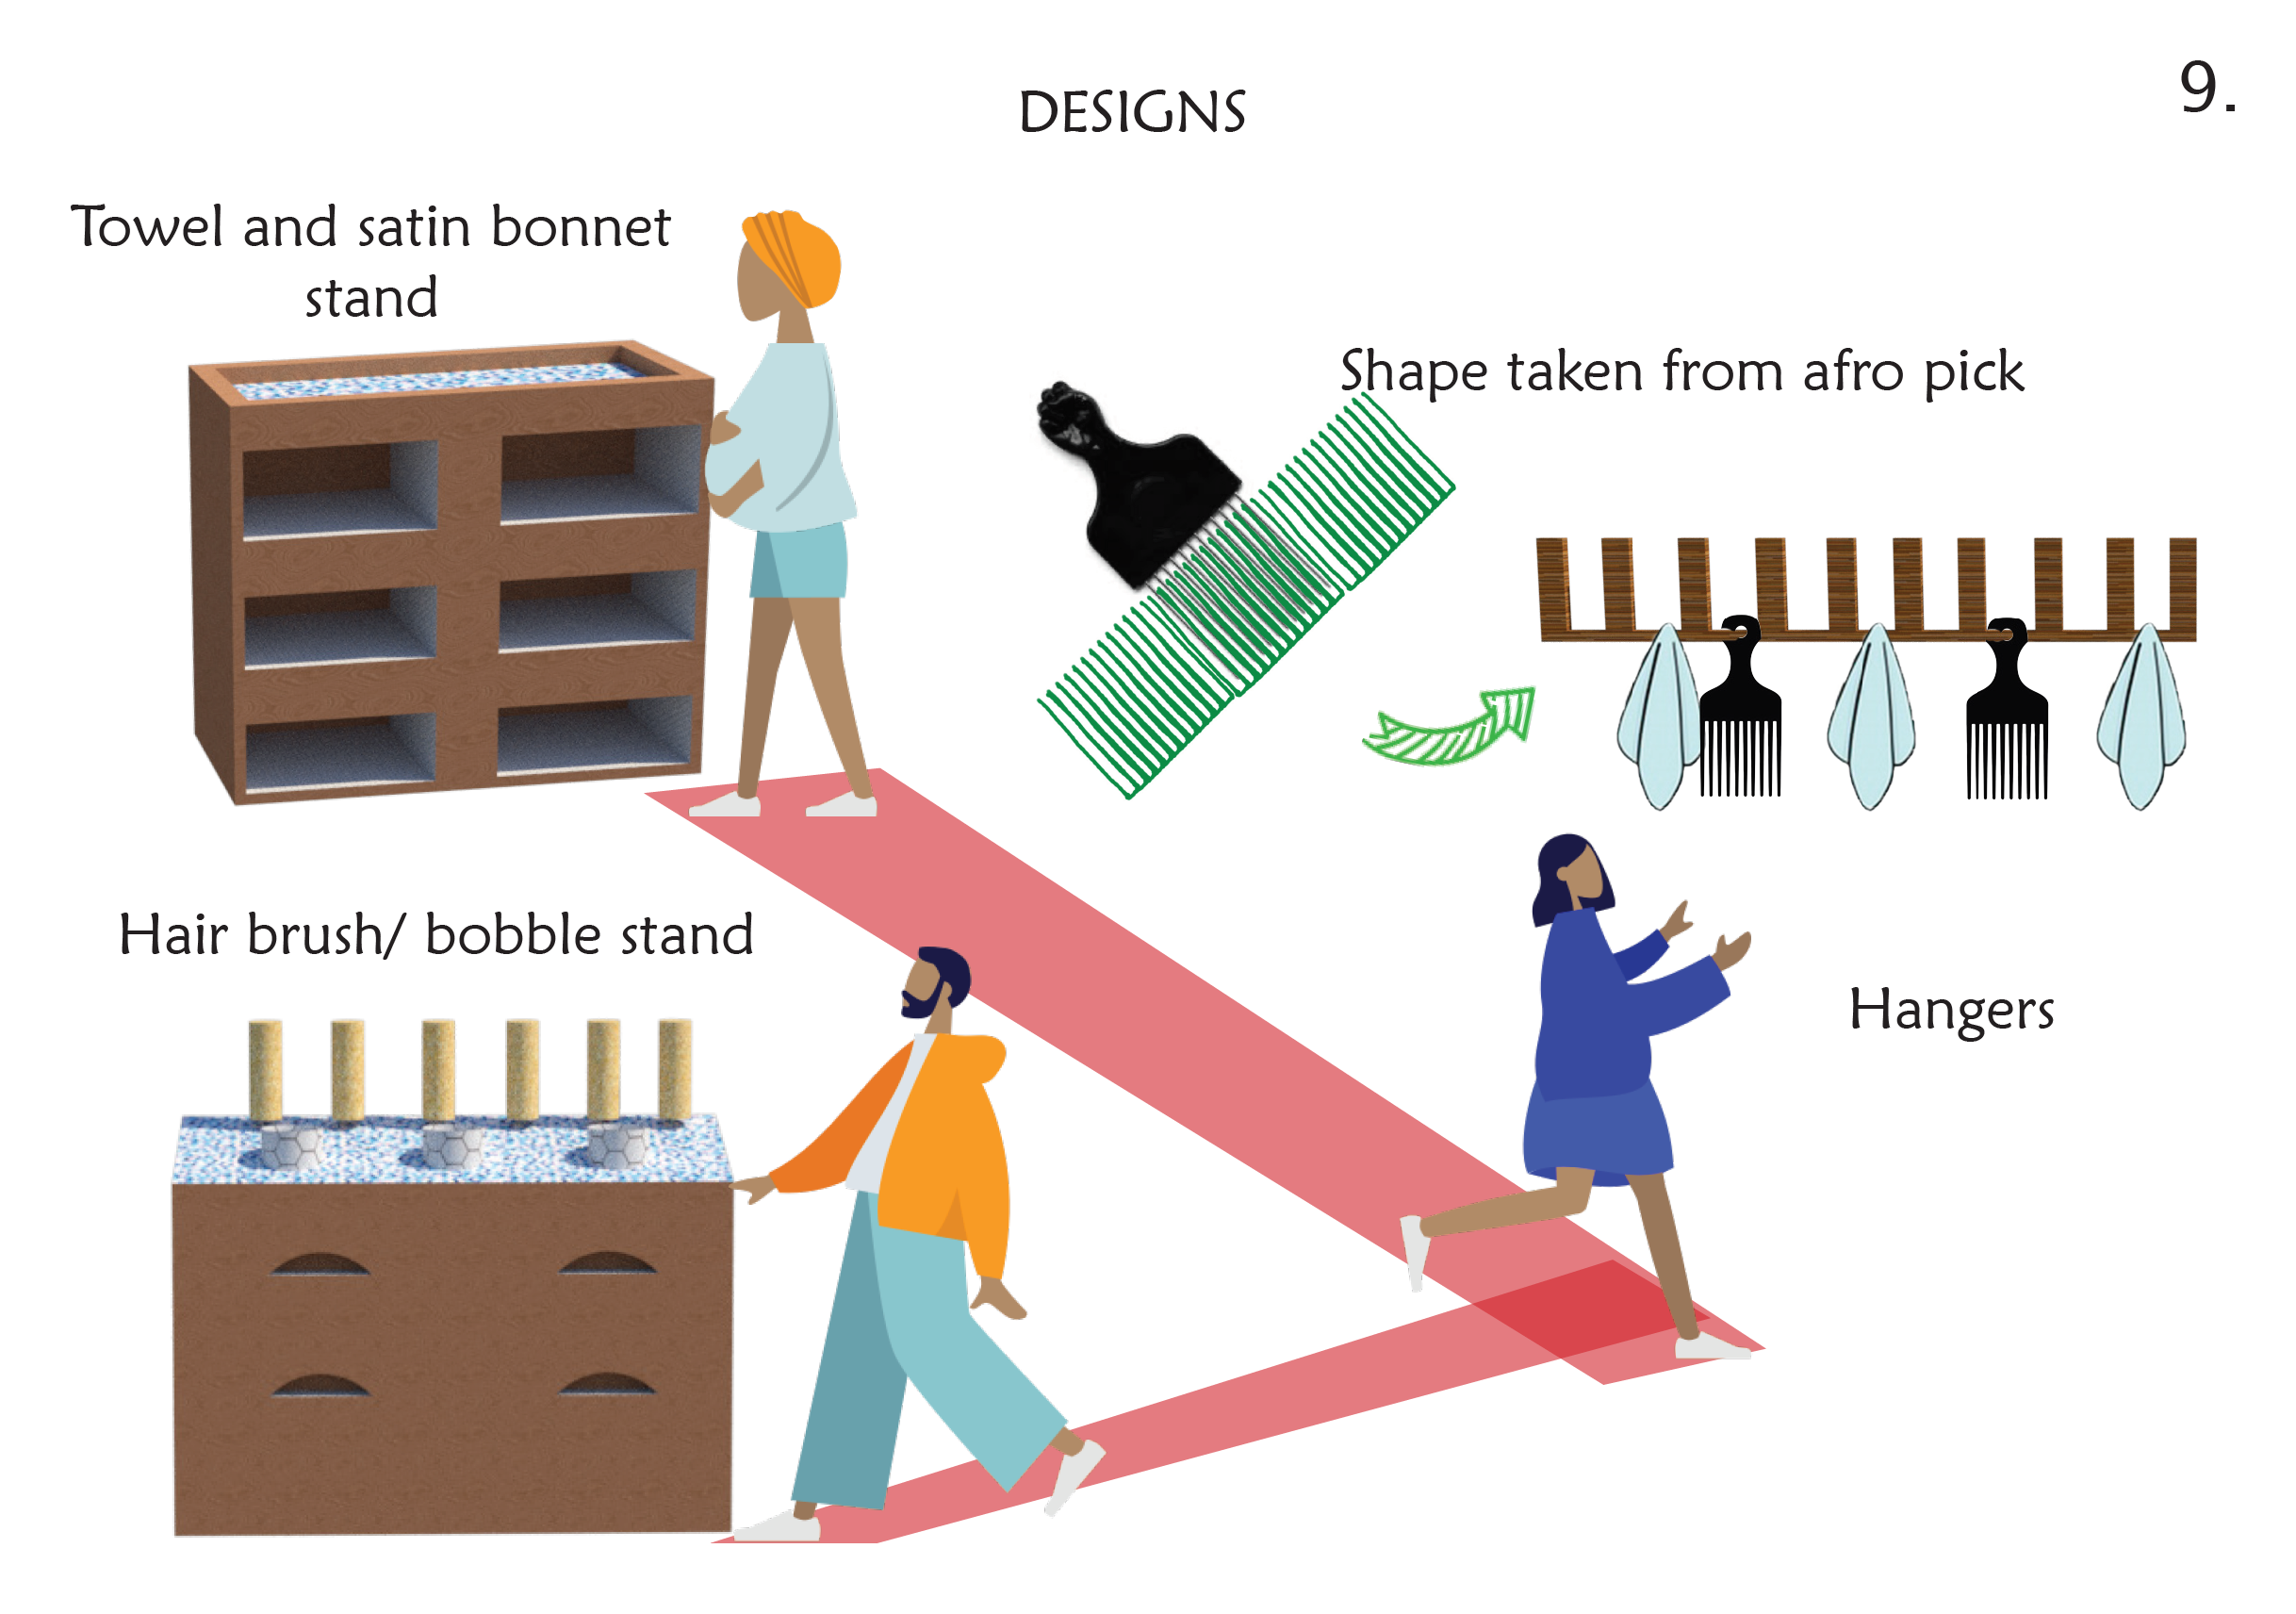 DESIGNS
9.
Towel and satin bonnet
stand
Shape taken from afro pick
Hair brush/ bobble stand
Hangers